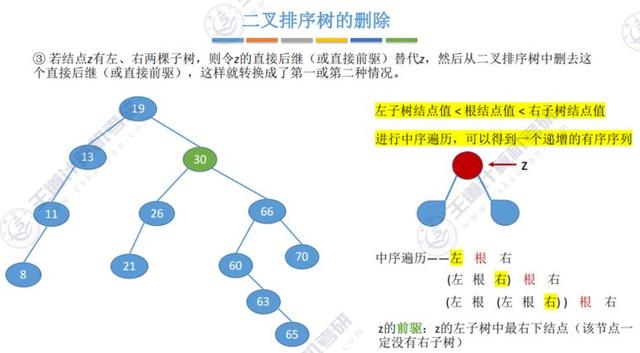 二叉排序树的删除
③ 若结点z有左、右两棵子树，则令z的直接后继（或直接前驱）替代z，然后从二叉排序树中删去这
个直接后继（或直接前驱），这样就转换成了第一或第二种情况。
19
13
30
11
26
66
8
21
60
70
63
65
左子树结点值 < 根结点值 < 右子树结点值
进行中序遍历，可以得到一个递增的有序序列
z
中序遍历——左 根 右
(左 根 右) 根 右
(左 根 (左 根 右)) 根 右
z的前驱：z的左子树中最右下结点（该节点一
定没有右子树）
王道计算机考研